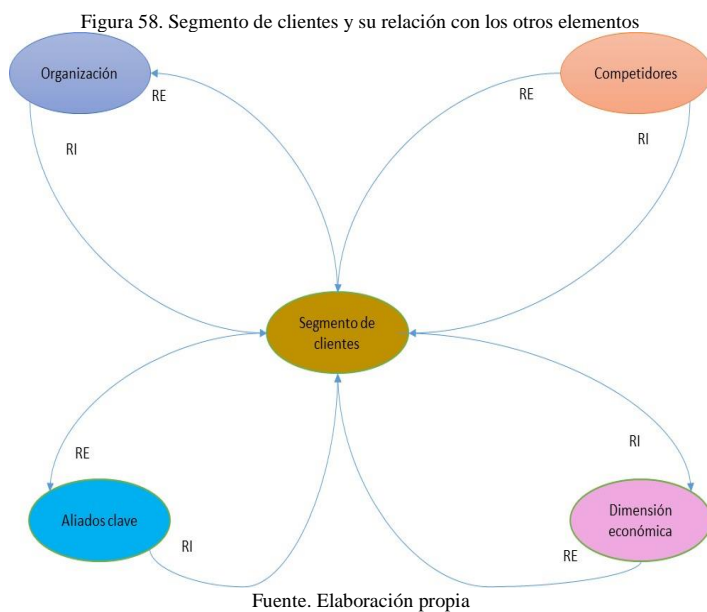 Figura 58. Segmento de clientes y su relación con los otros elementos
Organización
Competidores
RE
RE
RI
RI
Segmento de
clientes
RE
RI
Aliados clave
Dimensión
económica
RI
RE
Fuente. Elaboración propia